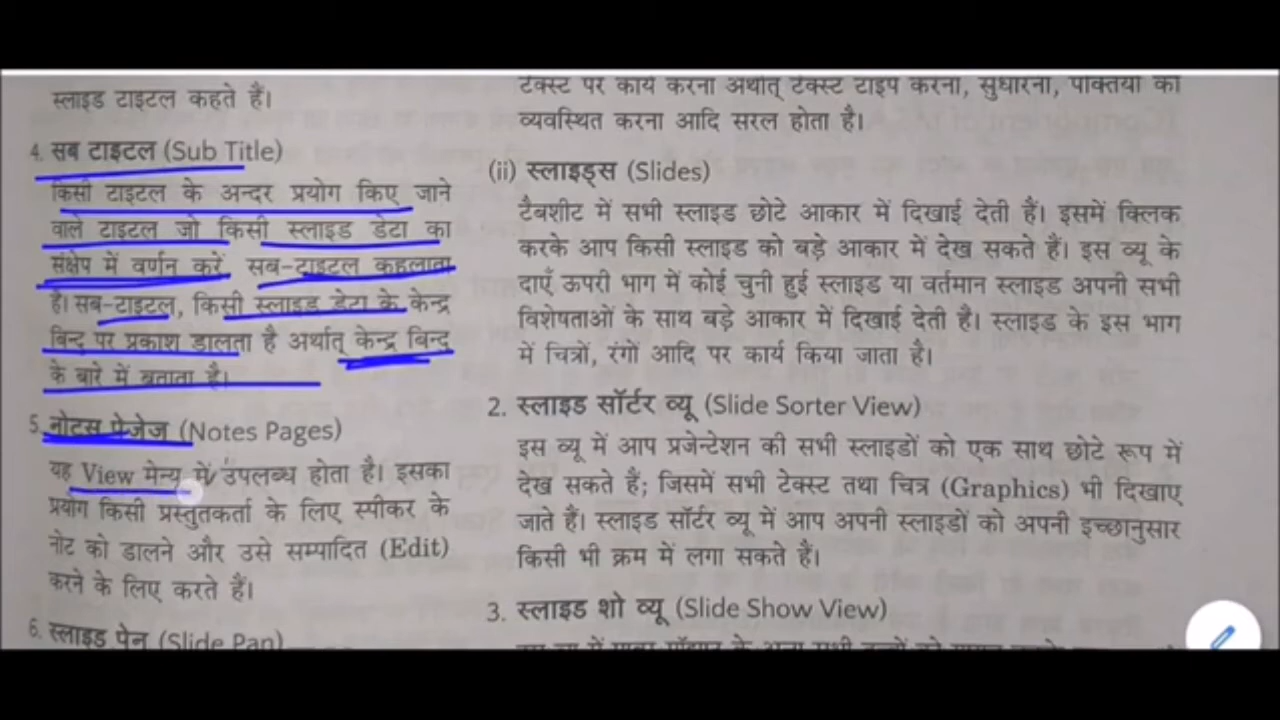 स्लाइड टाइटल कहते हैं।
4. सब टाइटल (Sub Title)
किसी टाइटल के अन्दर प्रयोग किए जाने
वाले टाइटल जो किसी स्लाइड डेटा का
संक्षेप में वर्णन करें सब-टाइटल कहलाता
है। सब-टाइटल, किसी स्लाइड डेटा के केन्द्र
बिन्दु पर प्रकाश डालता है अर्थात् केन्द्र बिन्दु
के बारे में बताता है।
5. नोट्स पेजेज (Notes Pages)
यह View मेन्यू में उपलब्ध होता है। इसका
प्रयोग किसी प्रस्तुतकर्ता के लिए स्पीकर के
नोट को डालने और उसे सम्पादित (Edit)
करने के लिए करते हैं।
6. स्लाइड पेन (Slide Pan)
टेक्स्ट पर कार्य करना अर्थात् टेक्स्ट टाइप करना, सुधारना, पंक्तियों को
व्यवस्थित करना आदि सरल होता है।
(ii) स्लाइड्स (Slides)
टैबशीट में सभी स्लाइड छोटे आकार में दिखाई देती हैं। इसमें क्लिक
करके आप किसी स्लाइड को बड़े आकार में देख सकते हैं। इस व्यू के
दाएँ ऊपरी भाग में कोई चुनी हुई स्लाइड या वर्तमान स्लाइड अपनी सभी
विशेषताओं के साथ बड़े आकार में दिखाई देती है। स्लाइड के इस भाग
में चित्रों, रंगों आदि पर कार्य किया जाता है।
2. स्लाइड सॉर्टर व्यू (Slide Sorter View)
इस व्यू में आप प्रजेन्टेशन की सभी स्लाइडों को एक साथ छोटे रूप में
देख सकते हैं; जिसमें सभी टेक्स्ट तथा चित्र (Graphics) भी दिखाए
जाते हैं। स्लाइड सॉर्टर व्यू में आप अपनी स्लाइडों को अपनी इच्छानुसार
किसी भी क्रम में लगा सकते हैं।
3. स्लाइड शो व्यू (Slide Show View)